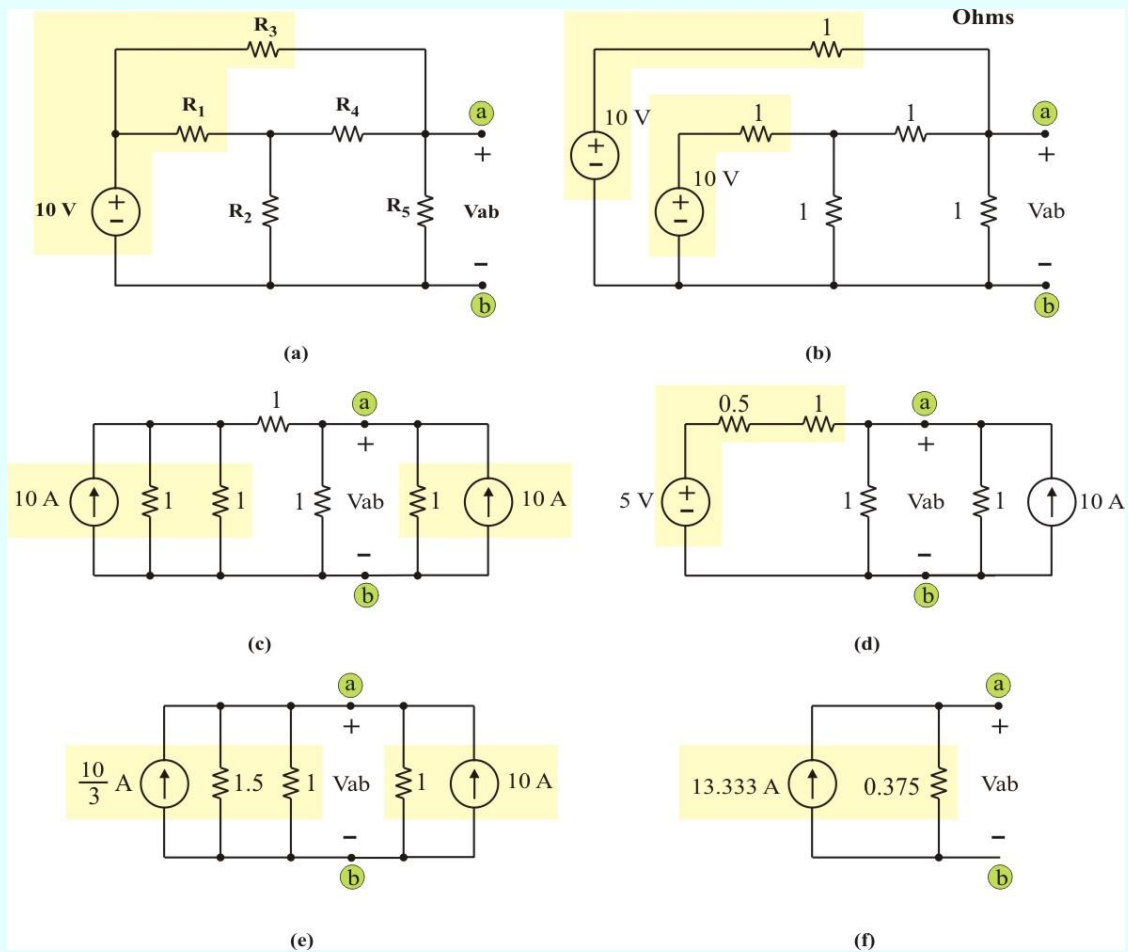 Ohms
R3
R1
R4
a
+
10 V
+
−
R2
R5
Vab
−
b
(a)
1
10 V
+
−
1
1
a
+
10 V
+
−
1
1
Vab
−
b
(b)
1
a
+
10 A
1
1
1
Vab
1
10 A
−
b
(c)
0.5
1
a
+
5 V
+
−
1
Vab
1
10 A
−
b
(d)
a
+
10
3
A
1.5
1
Vab
1
10 A
−
b
(e)
a
+
13.333 A
0.375
Vab
−
b
(f)